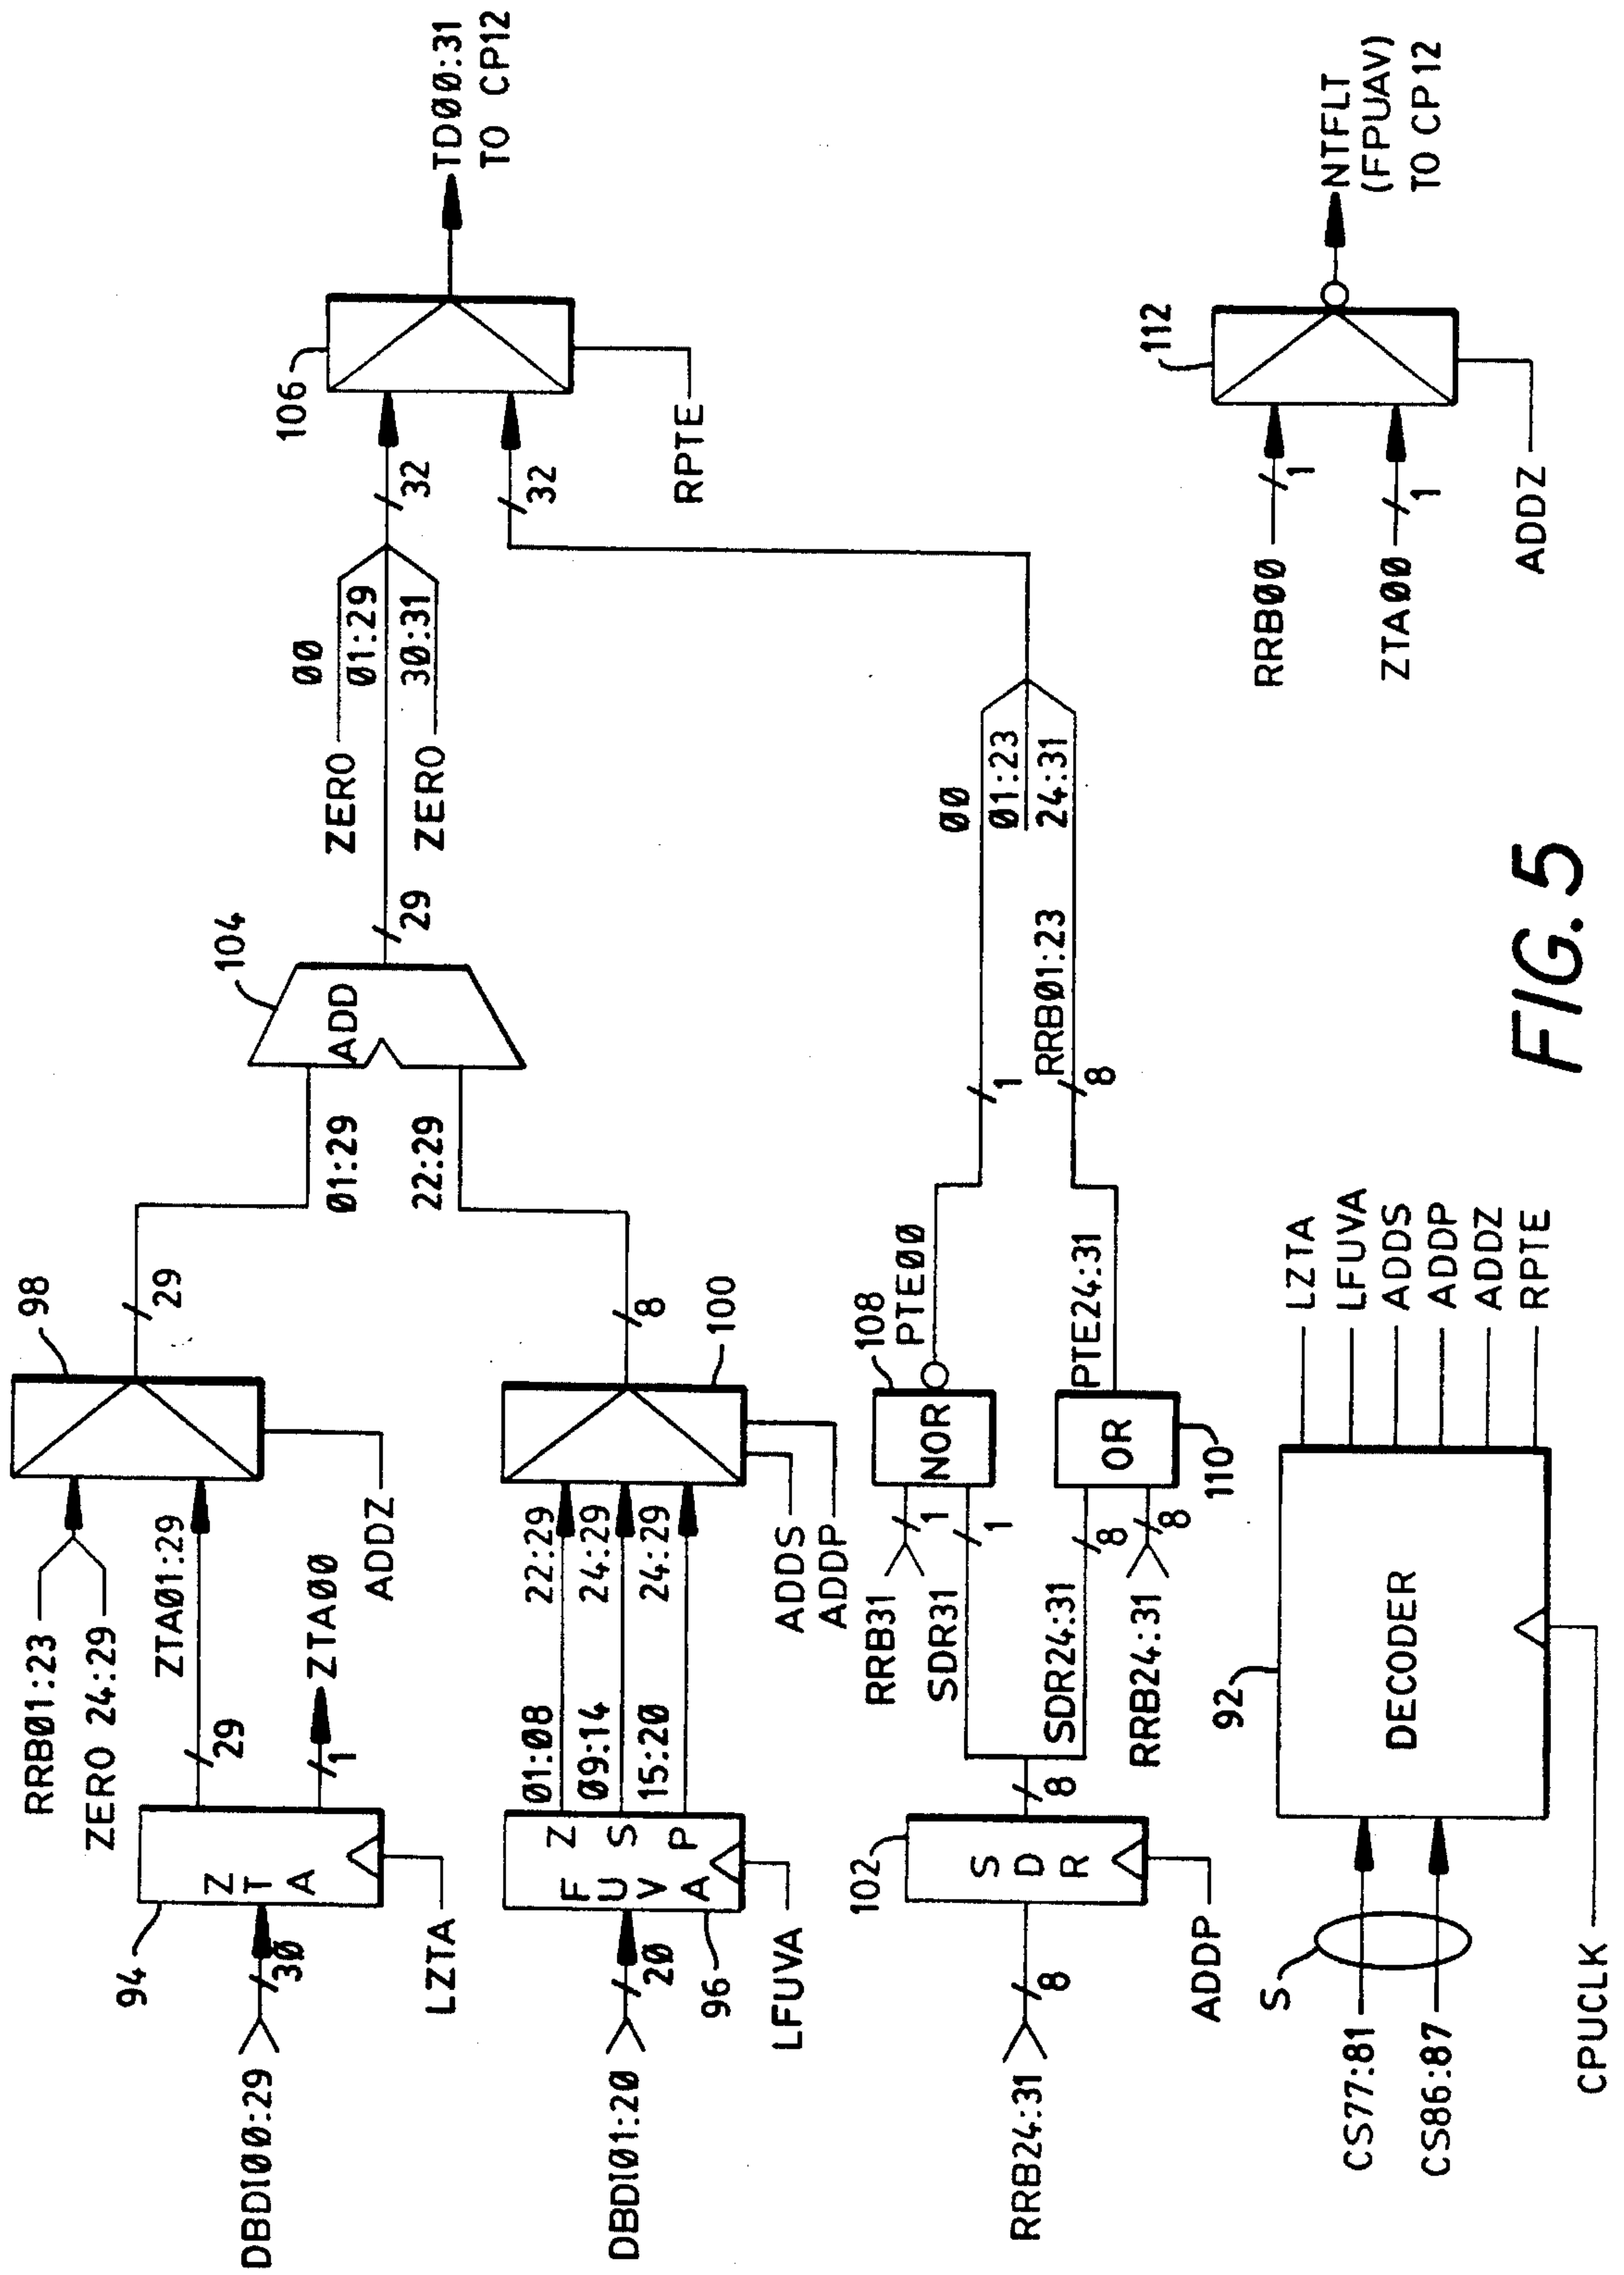 DBDI00:29
30
94
ZTA
LZTA
RRB01:23
ZERO 24:29
ZTA01:29
29
ZTA00
1
ADDZ
98
29
01:29
22:29
DBDI01:20
20
96
FUVA
Z
S
P
LFUVA
01:08
09:14
15:20
22:29
24:29
24:29
ADDS
ADDP
100
8
104
ADD
29
ZERO
ZERO
00
01:29
30:31
32
32
106
RPTE
TD00:31
TO CP12
RRB24:31
8
102
SDR
ADDP
8
RRB31
1
SDR31
1
SDR24:31
8
RRB24:31
8
NOR
108
PTE00
OR
110
PTE24:31
1
RRB01:23
8
00
01:23
24:31
CS77:81
CS86:87
S
92
DECODER
CPUCLK
LZTA
LFUVA
ADDS
ADDP
ADDZ
RPTE
RRB00
1
ZTA00
1
112
ADDZ
NTFLT
(FPUAV)
TO CP12
FIG. 5